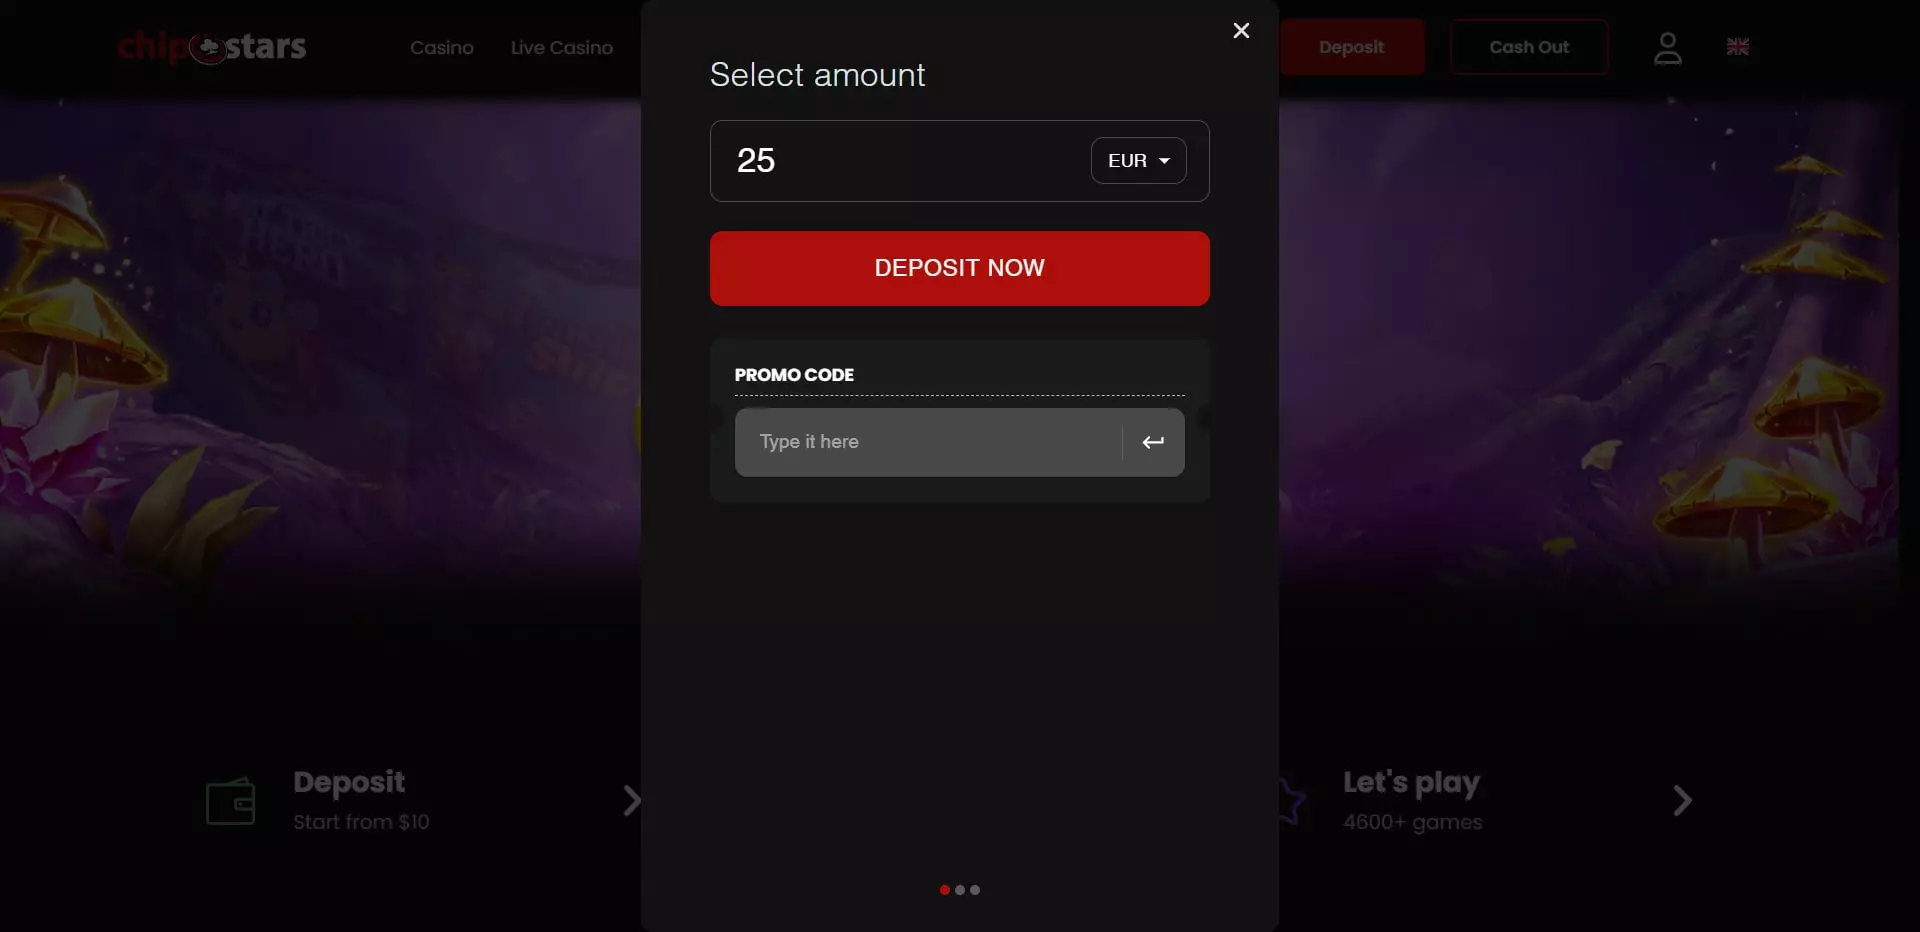 chipstars
Casino
Live Casino
Deposit
Cash Out
Select amount
25
EUR
DEPOSIT NOW
PROMO CODE
Type it here
Deposit
Start from $10
Let's play
4600+ games